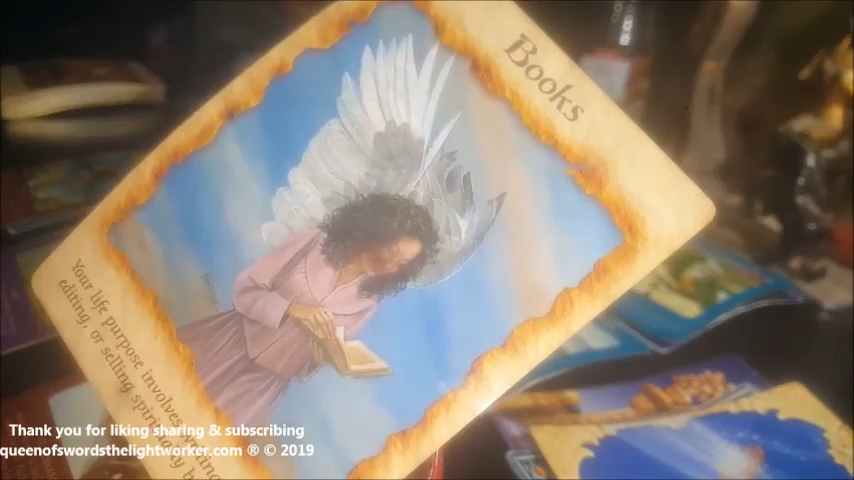 Books
Your life purpose involves
editing, or selling
Thank you for liking sharing & subscribing
queenofswordsthelightworker.com ® © 2019